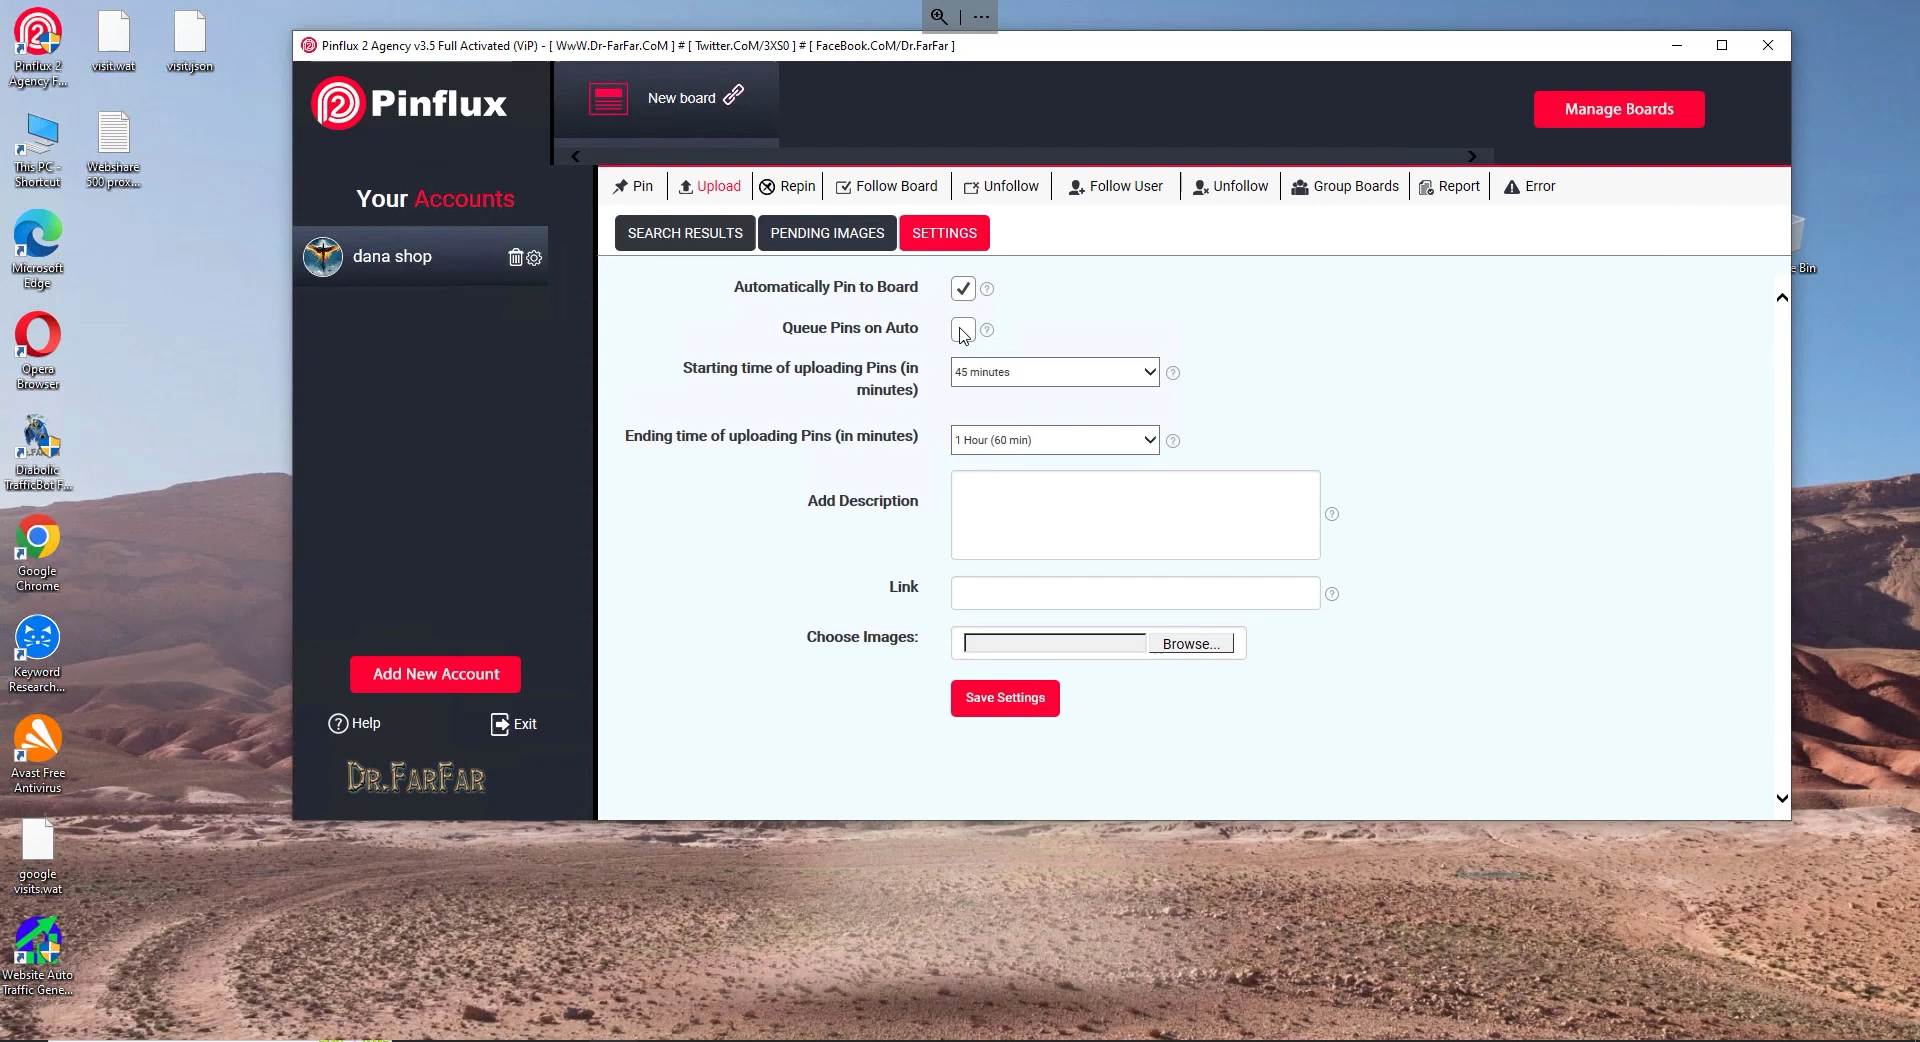 Pinflux 2
Agency F...
visit.wat
visit.json
This PC -
Shortcut
Webshare
500 prox...
Microsoft
Edge
Opera
Browser
Diabolic
TrafficBot F...
Google
Chrome
Keyword
Research...
Avast Free
Antivirus
google
visits.wat
Website Auto
Traffic Gene...
e Bin
Pinflux 2 Agency v3.5 Full Activated (ViP) - [ WwW.Dr-FarFar.CoM ] # [ Twitter.CoM/3XS0 ] # [ FaceBook.CoM/Dr.FarFar ]
Pinflux
New board
Manage Boards
Your Accounts
dana shop
Add New Account
Help
Exit
DR.FARFAR
Pin
Upload
Repin
Follow Board
Unfollow
Follow User
Unfollow
Group Boards
Report
Error
SEARCH RESULTS
PENDING IMAGES
SETTINGS
Automatically Pin to Board
Queue Pins on Auto
Starting time of uploading Pins (in
minutes)
45 minutes
Ending time of uploading Pins (in minutes)
1 Hour (60 min)
Add Description
Link
Choose Images:
Browse...
Save Settings